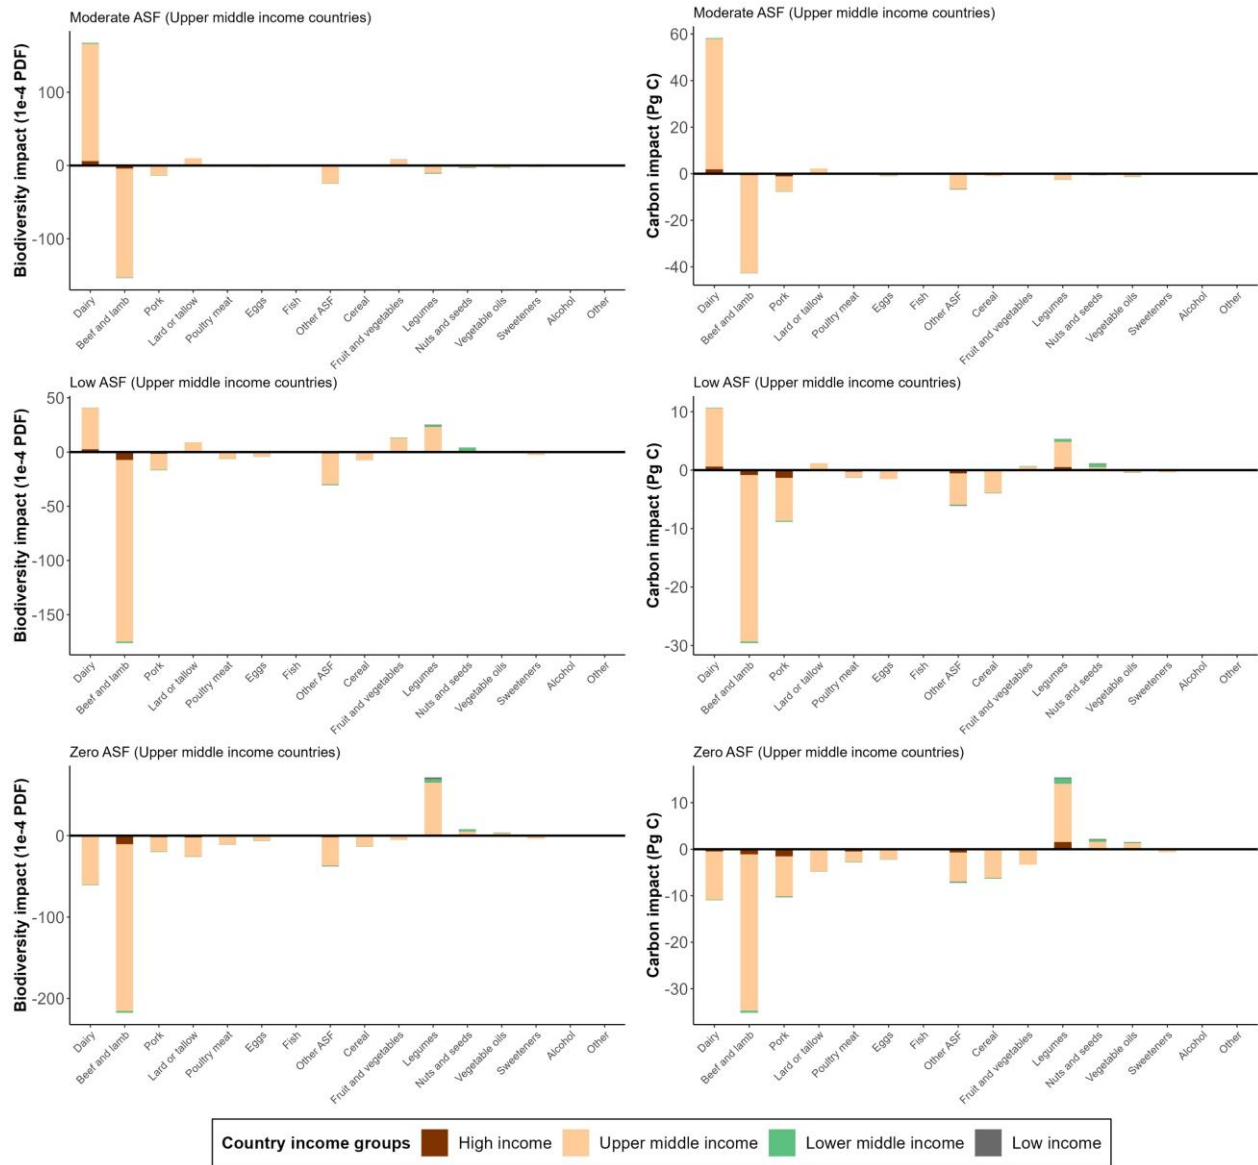 Moderate ASF (Upper middle income countries)
Biodiversity impact (1e-4 PDF)
100
0
-100
Dairy
Beef and lamb
Pork
Lard or tallow
Poultry meat
Eggs
Fish
Other ASF
Cereal
Fruit and vegetables
Legumes
Nuts and seeds
Vegetable oils
Sweeteners
Alcohol
Other
Moderate ASF (Upper middle income countries)
Carbon impact (Pg C)
60
40
20
0
-20
-40
Dairy
Beef and lamb
Pork
Lard or tallow
Poultry meat
Eggs
Fish
Other ASF
Cereal
Fruit and vegetables
Legumes
Nuts and seeds
Vegetable oils
Sweeteners
Alcohol
Other
Low ASF (Upper middle income countries)
Biodiversity impact (1e-4 PDF)
50
0
-50
-100
-150
Dairy
Beef and lamb
Pork
Lard or tallow
Poultry meat
Eggs
Fish
Other ASF
Cereal
Fruit and vegetables
Legumes
Nuts and seeds
Vegetable oils
Sweeteners
Alcohol
Other
Low ASF (Upper middle income countries)
Carbon impact (Pg C)
10
0
-10
-20
-30
Dairy
Beef and lamb
Pork
Lard or tallow
Poultry meat
Eggs
Fish
Other ASF
Cereal
Fruit and vegetables
Legumes
Nuts and seeds
Vegetable oils
Sweeteners
Alcohol
Other
Zero ASF (Upper middle income countries)
Biodiversity impact (1e-4 PDF)
0
-100
-200
Dairy
Beef and lamb
Pork
Lard or tallow
Poultry meat
Eggs
Fish
Other ASF
Cereal
Fruit and vegetables
Legumes
Nuts and seeds
Vegetable oils
Sweeteners
Alcohol
Other
Zero ASF (Upper middle income countries)
Carbon impact (Pg C)
10
0
-10
-20
-30
Dairy
Beef and lamb
Pork
Lard or tallow
Poultry meat
Eggs
Fish
Other ASF
Cereal
Fruit and vegetables
Legumes
Nuts and seeds
Vegetable oils
Sweeteners
Alcohol
Other
Country income groups High income Upper middle income Lower middle income Low income